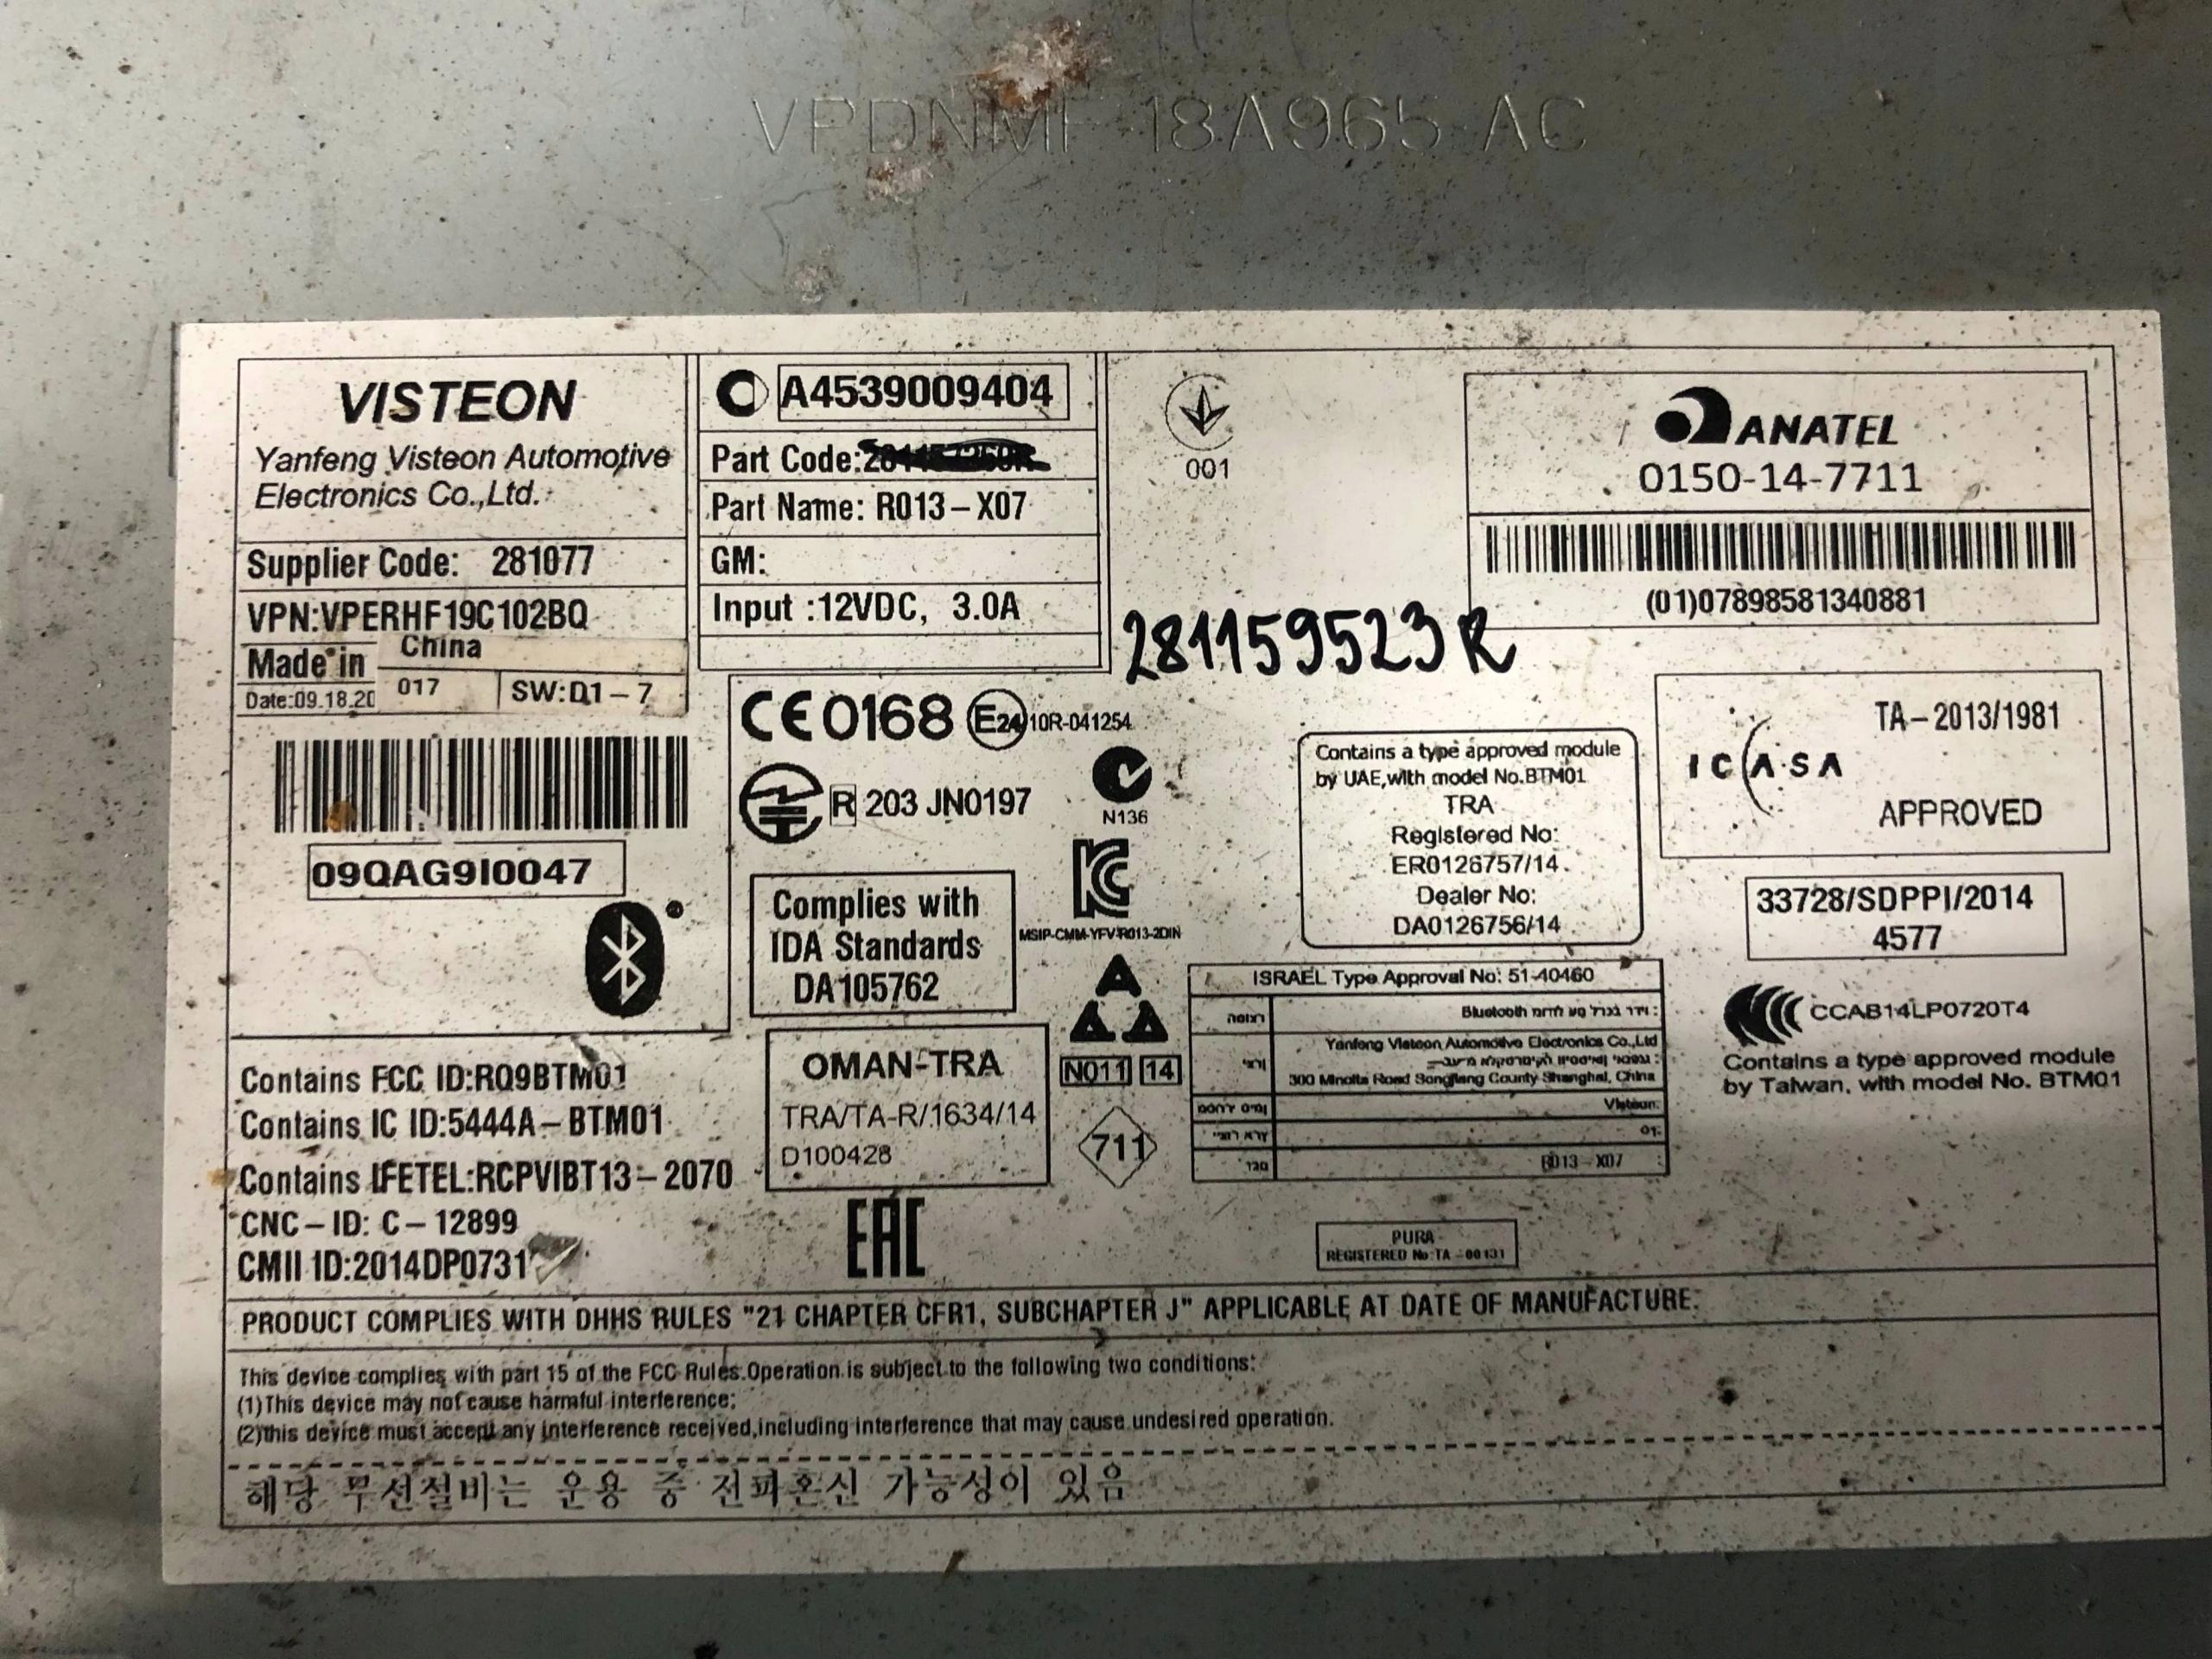 VPDNMF-18A965-AC
VISTEON
Yanfeng Visteon Automotive
Electronics Co.,Ltd.
Supplier Code: 281077
VPN:VPERHF19C102BQ
Made in China
Date:09.18.2017
SW:D1-7
09QAG9I0047
A4539009404
Part Code:
Part Name: R013-X07
GM:
Input :12VDC, 3.0A
001
ANATEL
0150-14-7711
(01)07898581340881
281159523R
CE0168 E24 10R-041254
R 203 JN0197
N136
MSIP-CMM-YFV-R013-2DIN
Complies with
IDA Standards
DA105762
OMAN-TRA
TRA/TA-R/1634/14
D100428
N011 14
711
EAC
Contains a type approved module
by UAE,with model No.BTM01
TRA
Registered No:
ER0126757/14
Dealer No:
DA0126756/14
ICASA
TA-2013/1981
APPROVED
33728/SDPPI/2014
4577
ISRAEL Type Approval No: 51-40460
Bluetooth
Yanfeng Visteon Automotive Electronics Co.,Ltd
300 Minolta Road Songjiang County Shanghai, China
Visteon
01
R013-X07
CCAB14LP0720T4
Contains a type approved module
by Taiwan, with model No. BTM01
PURA
REGISTERED No:TA-00131
Contains FCC ID:RQ9BTM01
Contains IC ID:5444A-BTM01
Contains IFETEL:RCPVIBT13-2070
CNC-ID: C-12899
CMII ID:2014DP0731
PRODUCT COMPLIES WITH DHHS RULES "21 CHAPTER CFR1, SUBCHAPTER J" APPLICABLE AT DATE OF MANUFACTURE.
This device complies with part 15 of the FCC Rules.Operation is subject to the following two conditions:
(1)This device may not cause harmful interference;
(2)this device must accept any interference received,including interference that may cause undesired operation.
해당 무선설비는 운용 중 전파혼신 가능성이 있음